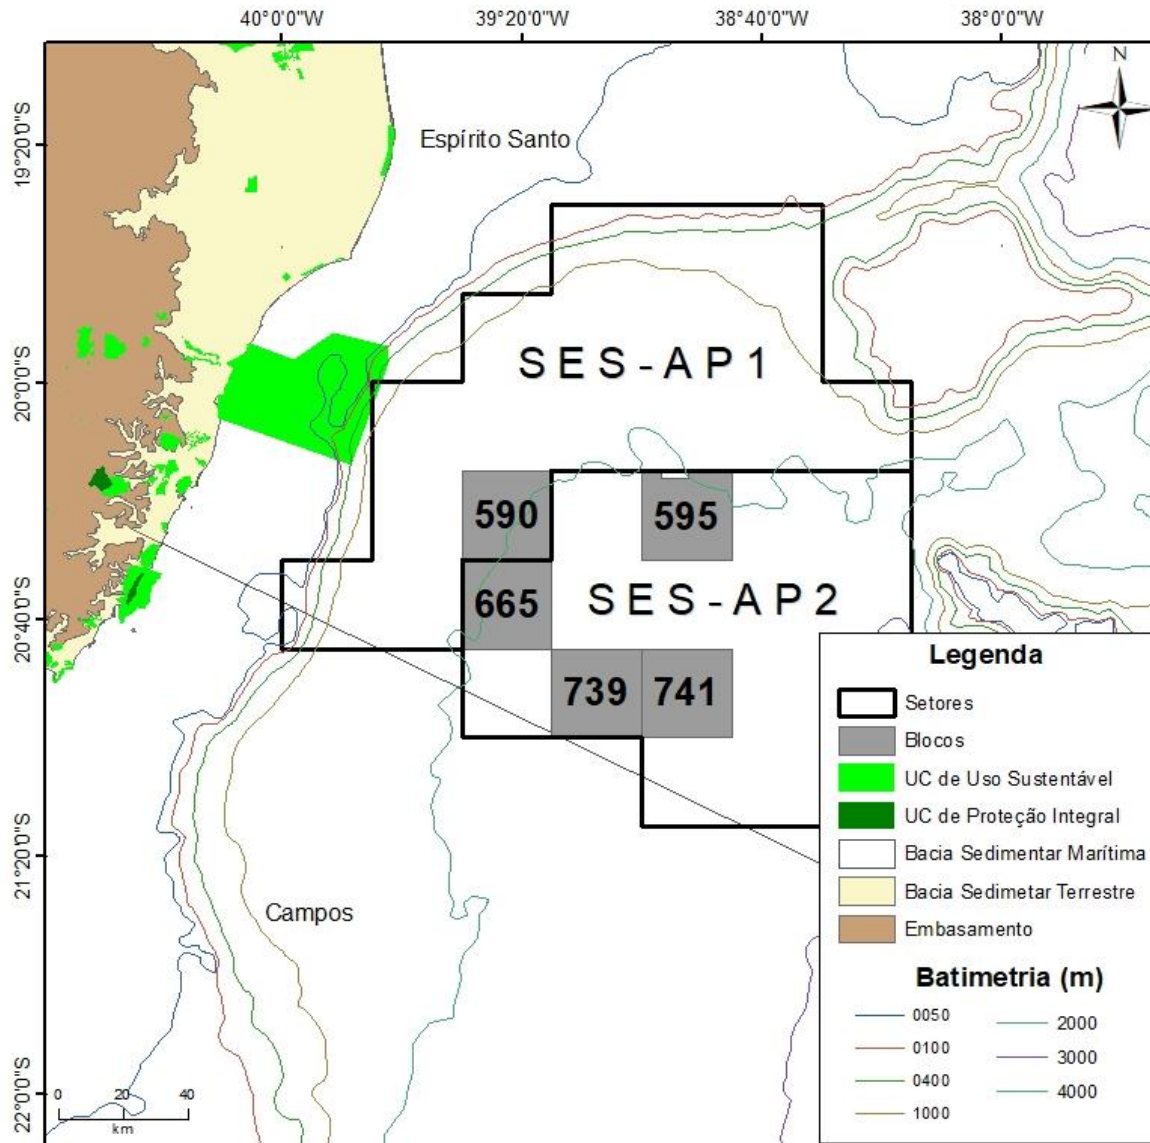 40°0'0"W
39°20'0"W
38°40'0"W
38°0'0"W
N
19°20'0"S
Espírito Santo
SES-AP1
20°0'0"S
590
595
665
SES-AP2
20°40'0"S
739
741
Legenda
Setores
Blocos
UC de Uso Sustentável
UC de Proteção Integral
Bacia Sedimentar Marítima
Bacia Sedimetar Terrestre
Embasamento
21°20'0"S
Campos
Batimetria (m)
0050
2000
0100
3000
0400
4000
1000
22°0'0"S
0 20 40
km